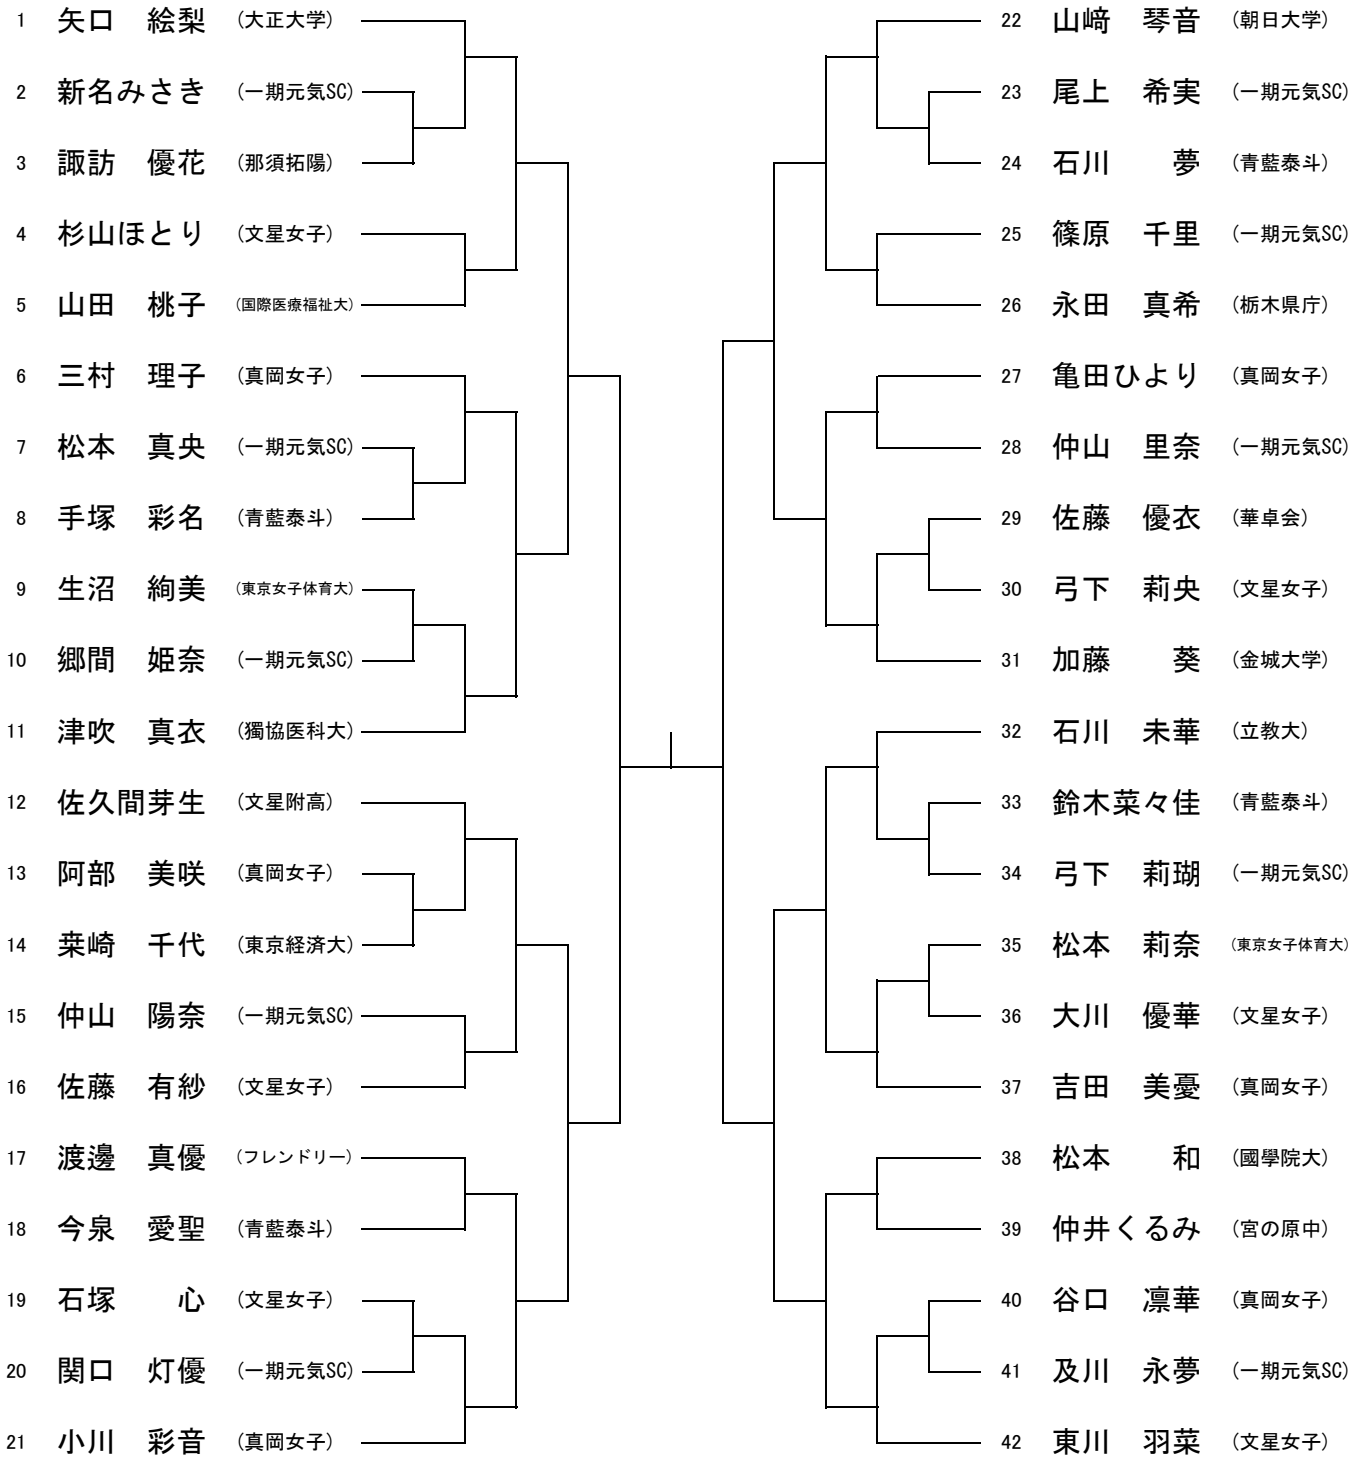 1 矢口　絵梨 (大正大学)
2 新名みさき (一期元気SC)
3 諏訪　優花 (那須拓陽)
4 杉山ほとり (文星女子)
5 山田　桃子 (国際医療福祉大)
6 三村　理子 (真岡女子)
7 松本　真央 (一期元気SC)
8 手塚　彩名 (青藍泰斗)
9 生沼　絢美 (東京女子体育大)
10 郷間　姫奈 (一期元気SC)
11 津吹　真衣 (獨協医科大)
12 佐久間芽生 (文星附高)
13 阿部　美咲 (真岡女子)
14 桒崎　千代 (東京経済大)
15 仲山　陽奈 (一期元気SC)
16 佐藤　有紗 (文星女子)
17 渡邊　真優 (フレンドリー)
18 今泉　愛聖 (青藍泰斗)
19 石塚　　心 (文星女子)
20 関口　灯優 (一期元気SC)
21 小川　彩音 (真岡女子)
22 山﨑　琴音 (朝日大学)
23 尾上　希実 (一期元気SC)
24 石川　　夢 (青藍泰斗)
25 篠原　千里 (一期元気SC)
26 永田　真希 (栃木県庁)
27 亀田ひより (真岡女子)
28 仲山　里奈 (一期元気SC)
29 佐藤　優衣 (華卓会)
30 弓下　莉央 (文星女子)
31 加藤　　葵 (金城大学)
32 石川　未華 (立教大)
33 鈴木菜々佳 (青藍泰斗)
34 弓下　莉瑚 (一期元気SC)
35 松本　莉奈 (東京女子体育大)
36 大川　優華 (文星女子)
37 吉田　美憂 (真岡女子)
38 松本　　和 (國學院大)
39 仲井くるみ (宮の原中)
40 谷口　凛華 (真岡女子)
41 及川　永夢 (一期元気SC)
42 東川　羽菜 (文星女子)